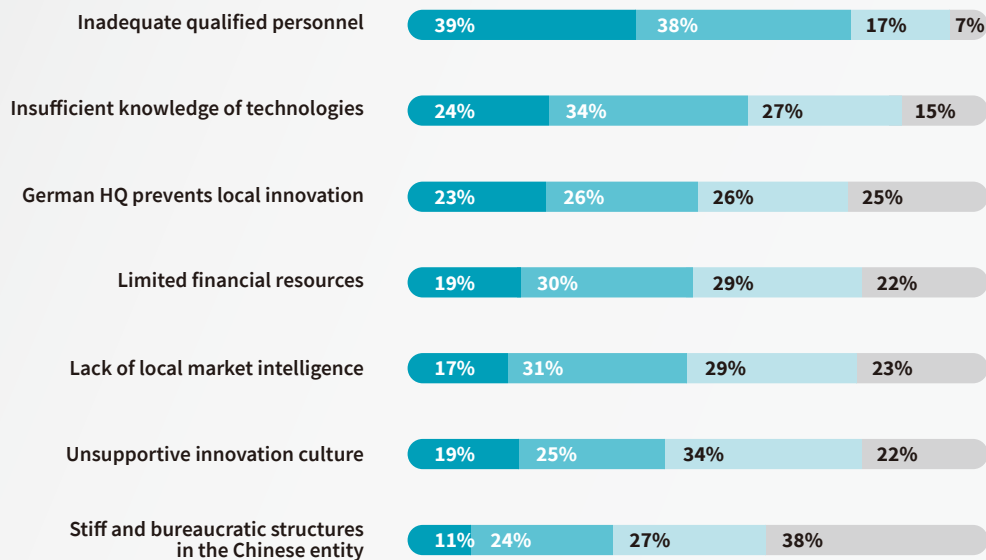 Inadequate qualified personnel 39% 38% 17% 7%
Insufficient knowledge of technologies 24% 34% 27% 15%
German HQ prevents local innovation 23% 26% 26% 25%
Limited financial resources 19% 30% 29% 22%
Lack of local market intelligence 17% 31% 29% 23%
Unsupportive innovation culture 19% 25% 34% 22%
Stiff and bureaucratic structures
in the Chinese entity 11% 24% 27% 38%